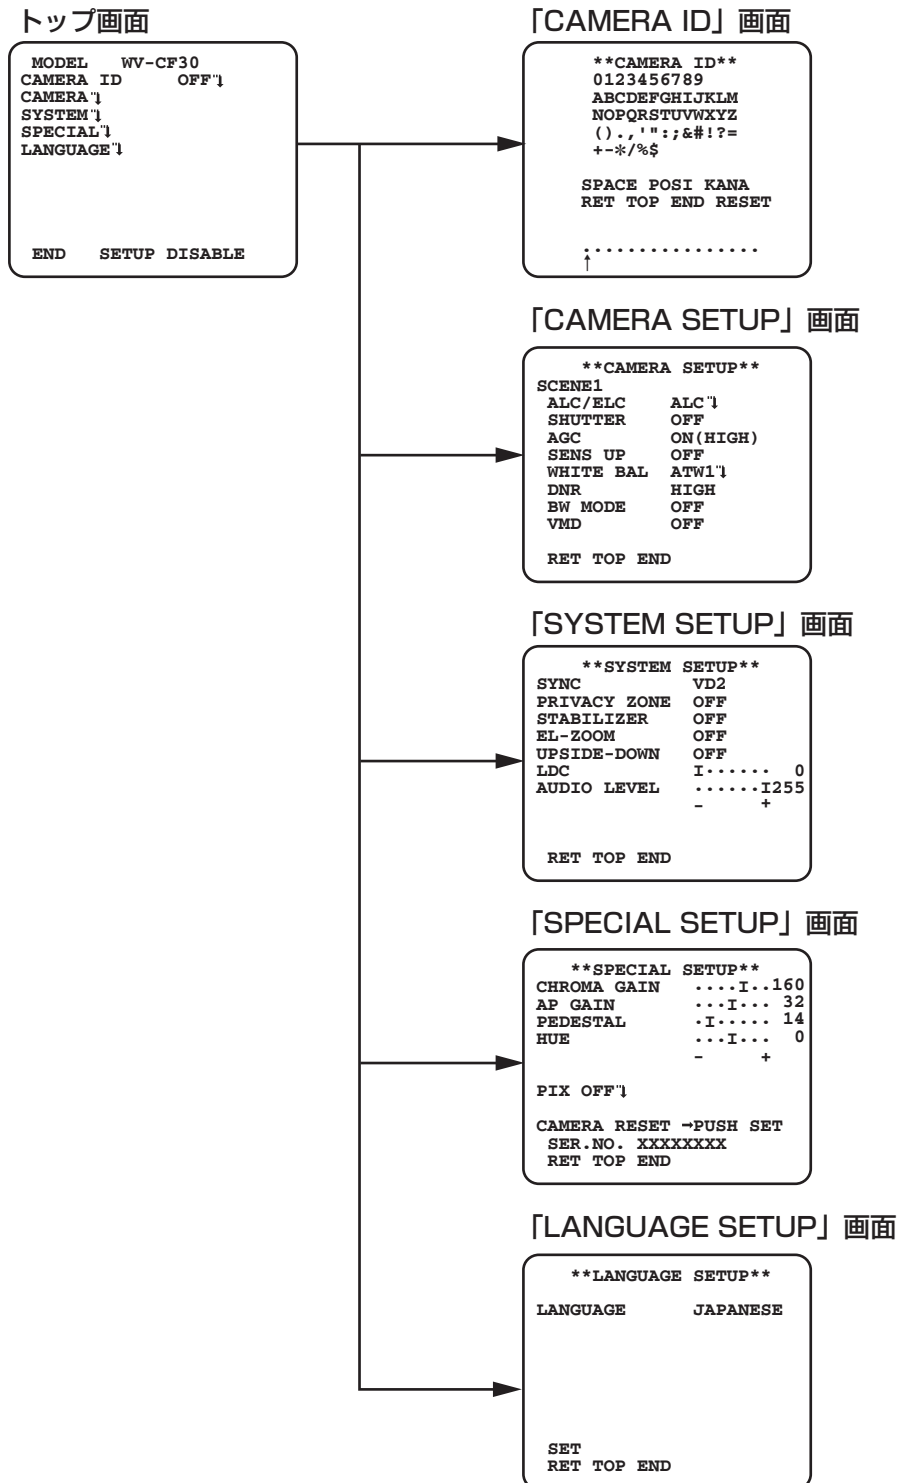 トップ画面
MODEL WV-CF30
CAMERA ID OFF
CAMERA
SYSTEM
SPECIAL
LANGUAGE
END SETUP DISABLE
「CAMERA ID」画面
**CAMERA ID**
0123456789
ABCDEFGHIJKLM
NOPQRSTUVWXYZ
().,'":;&#!?=
+-*/%$
SPACE POSI KANA
RET TOP END RESET
................
↑
「CAMERA SETUP」画面
**CAMERA SETUP**
SCENE1
ALC/ELC ALC
SHUTTER OFF
AGC ON(HIGH)
SENS UP OFF
WHITE BAL ATW1
DNR HIGH
BW MODE OFF
VMD OFF
RET TOP END
「SYSTEM SETUP」画面
**SYSTEM SETUP**
SYNC VD2
PRIVACY ZONE OFF
STABILIZER OFF
EL-ZOOM OFF
UPSIDE-DOWN OFF
LDC I...... 0
AUDIO LEVEL ......I255
- +
RET TOP END
「SPECIAL SETUP」画面
**SPECIAL SETUP**
CHROMA GAIN ....I..160
AP GAIN ...I... 32
PEDESTAL .I..... 14
HUE ...I... 0
- +
PIX OFF
CAMERA RESET →PUSH SET
SER.NO. XXXXXXXX
RET TOP END
「LANGUAGE SETUP」画面
**LANGUAGE SETUP**
LANGUAGE JAPANESE
SET
RET TOP END